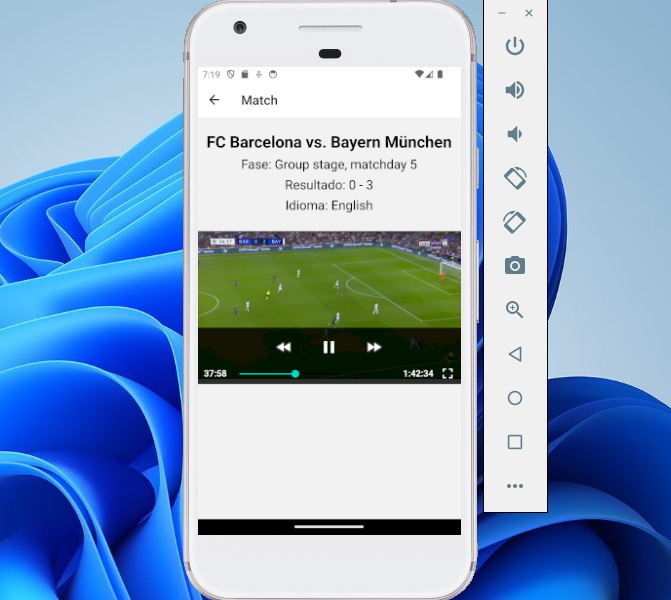 7:19
Match
FC Barcelona vs. Bayern München
Fase: Group stage, matchday 5
Resultado: 0 - 3
Idioma: English
BAR 0 2 BAY
37:58
1:42:34